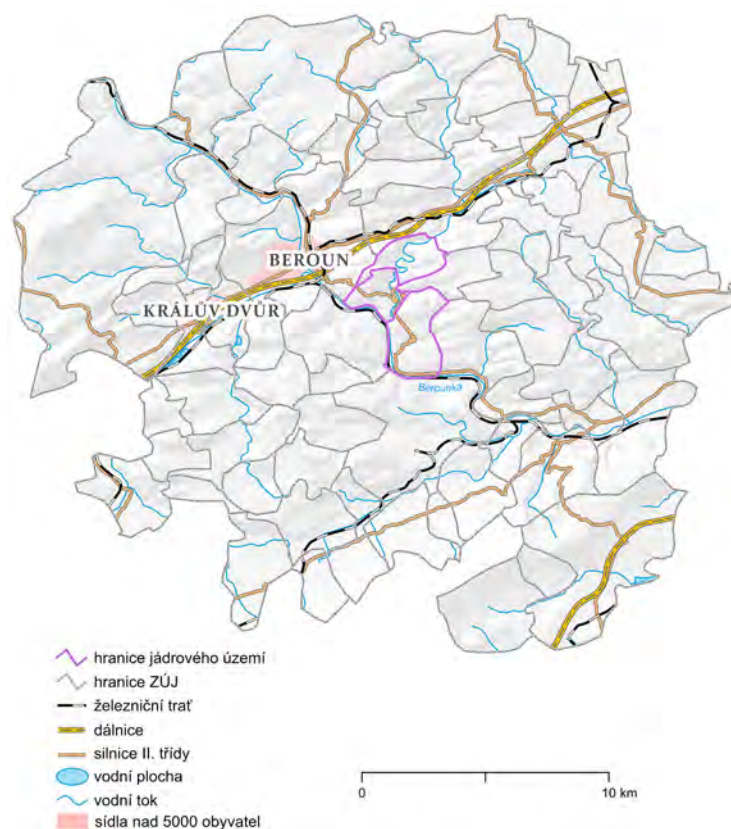 BEROUN
KRÁLŮV DVŮR
Berounka
hranice jádrového území
hranice ZÚJ
železniční trať
dálnice
silnice II. třídy
vodní plocha
vodní tok
sídla nad 5000 obyvatel
0
10 km